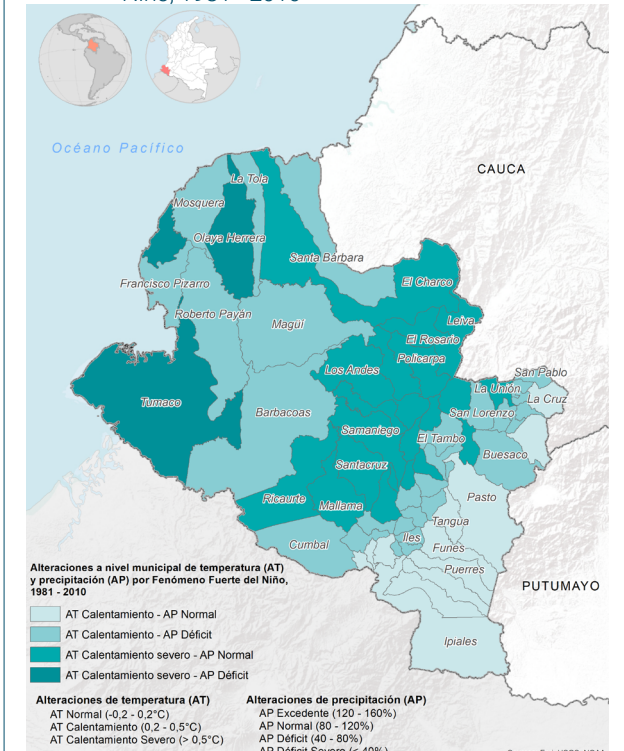 Niño, 1981 - 2010
Océano Pacífico
CAUCA
La Tola
Mosquera
Olaya Herrera
Santa Bárbara
Francisco Pizarro
El Charco
Roberto Payán
Magüi
Leiva
El Rosario
Policarpa
Los Andes
San Pablo
La Unión
La Cruz
Tumaco
Barbacoas
San Lorenzo
Samaniego
El Tambo
Buesaco
Santacruz
Ricaurte
Mallama
Pasto
Tangua
Iles
Cumbal
Funes
Puerres
PUTUMAYO
Ipiales
Alteraciones a nivel municipal de temperatura (AT)
y precipitación (AP) por Fenómeno Fuerte del Niño,
1981 - 2010
AT Calentamiento - AP Normal
AT Calentamiento - AP Déficit
AT Calentamiento severo - AP Normal
AT Calentamiento severo - AP Déficit
Alteraciones de temperatura (AT)
AT Normal (-0,2 - 0,2°C)
AT Calentamiento (0,2 - 0,5°C)
AT Calentamiento Severo (> 0,5°C)
Alteraciones de precipitación (AP)
AP Excedente (120 - 160%)
AP Normal (80 - 120%)
AP Déficit (40 - 80%)
AP Déficit Severo (< 40%)